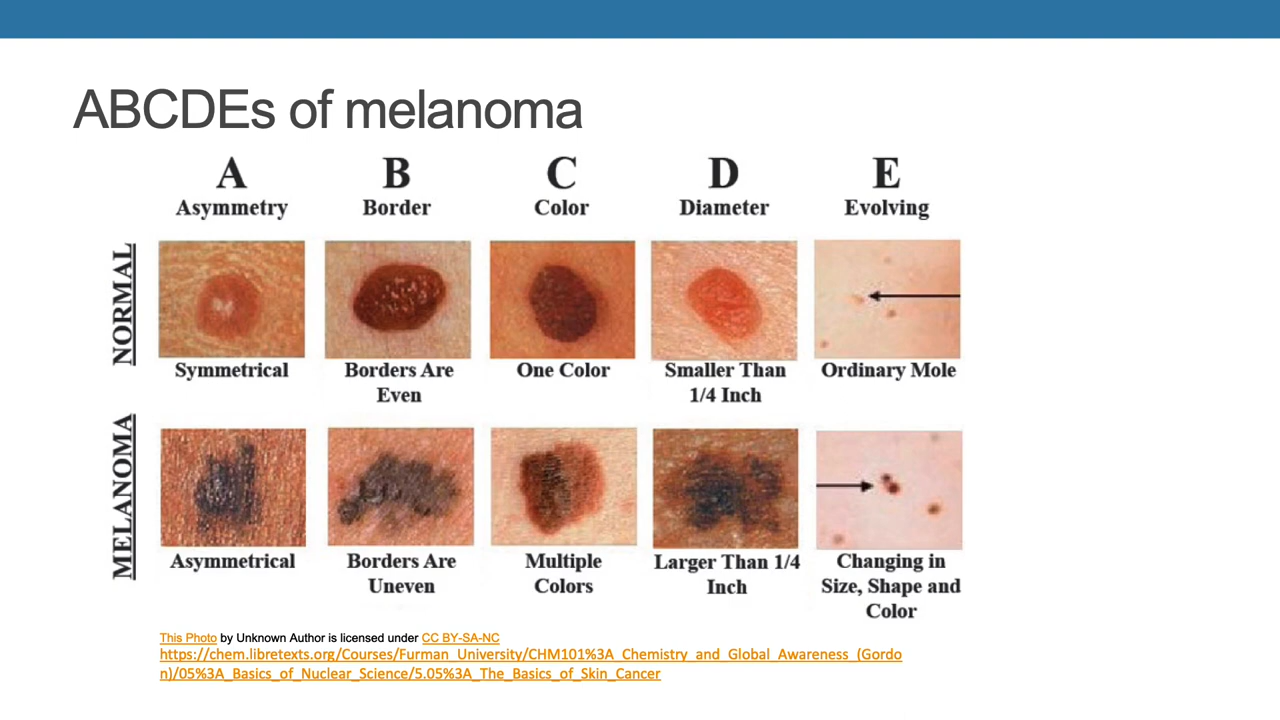 ABCDEs of melanoma
A B C D E
Asymmetry Border Color Diameter Evolving
NORMAL
Symmetrical Borders Are One Color Smaller Than Ordinary Mole
Even 1/4 Inch
MELANOMA
Asymmetrical Borders Are Multiple Larger Than 1/4 Changing in
Uneven Colors Inch Size, Shape and
Color
This Photo by Unknown Author is licensed under CC BY-SA-NC
https://chem.libretexts.org/Courses/Furman_University/CHM101%3A_Chemistry_and_Global_Awareness_(Gordo
n)/05%3A_Basics_of_Nuclear_Science/5.05%3A_The_Basics_of_Skin_Cancer